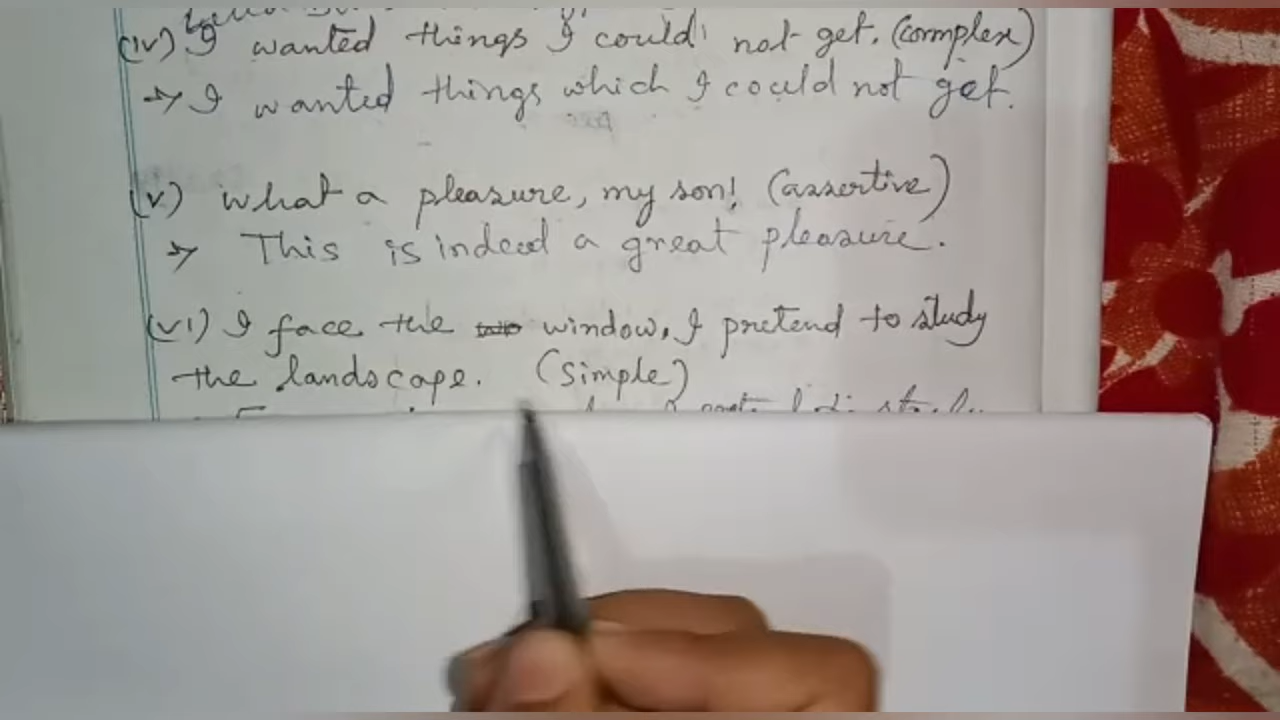 (iv) I wanted things I could not get. (complex)
→ I wanted things which I could not get.
(v) What a pleasure, my son! (assertive)
→ This is indeed a great pleasure.
(vi) I face the window, I pretend to study
the landscape. (Simple)